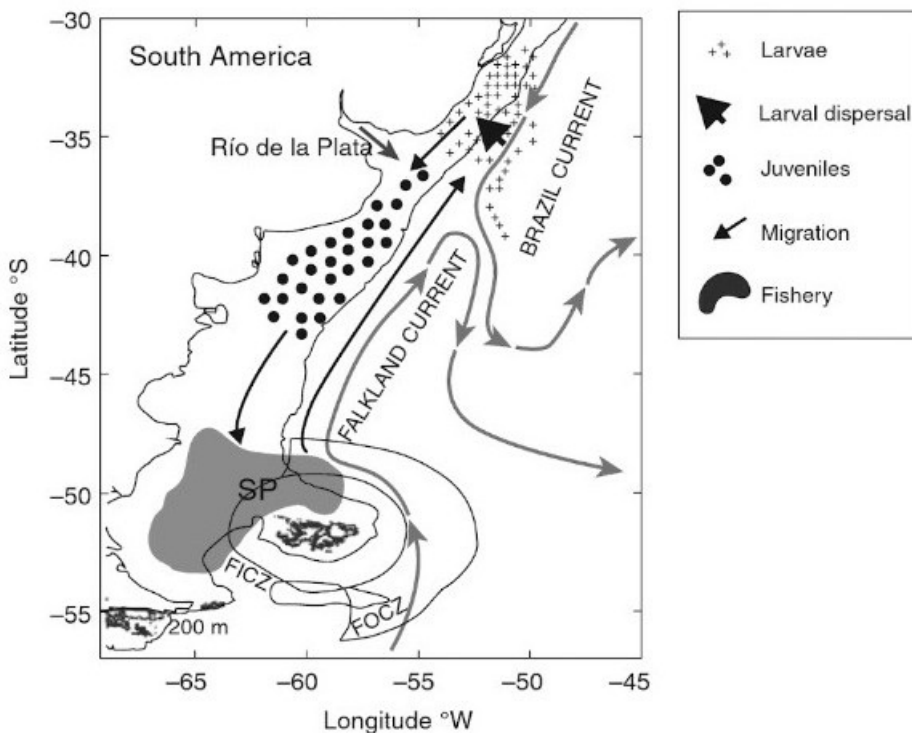 −30
−35
−40
−45
−50
−55
Latitude °S
South America
Río de la Plata
BRAZIL CURRENT
FALKLAND CURRENT
SP
FICZ
FOCZ
200 m
−65
−60
−55
−50
−45
Longitude °W
Larvae
Larval dispersal
Juveniles
Migration
Fishery